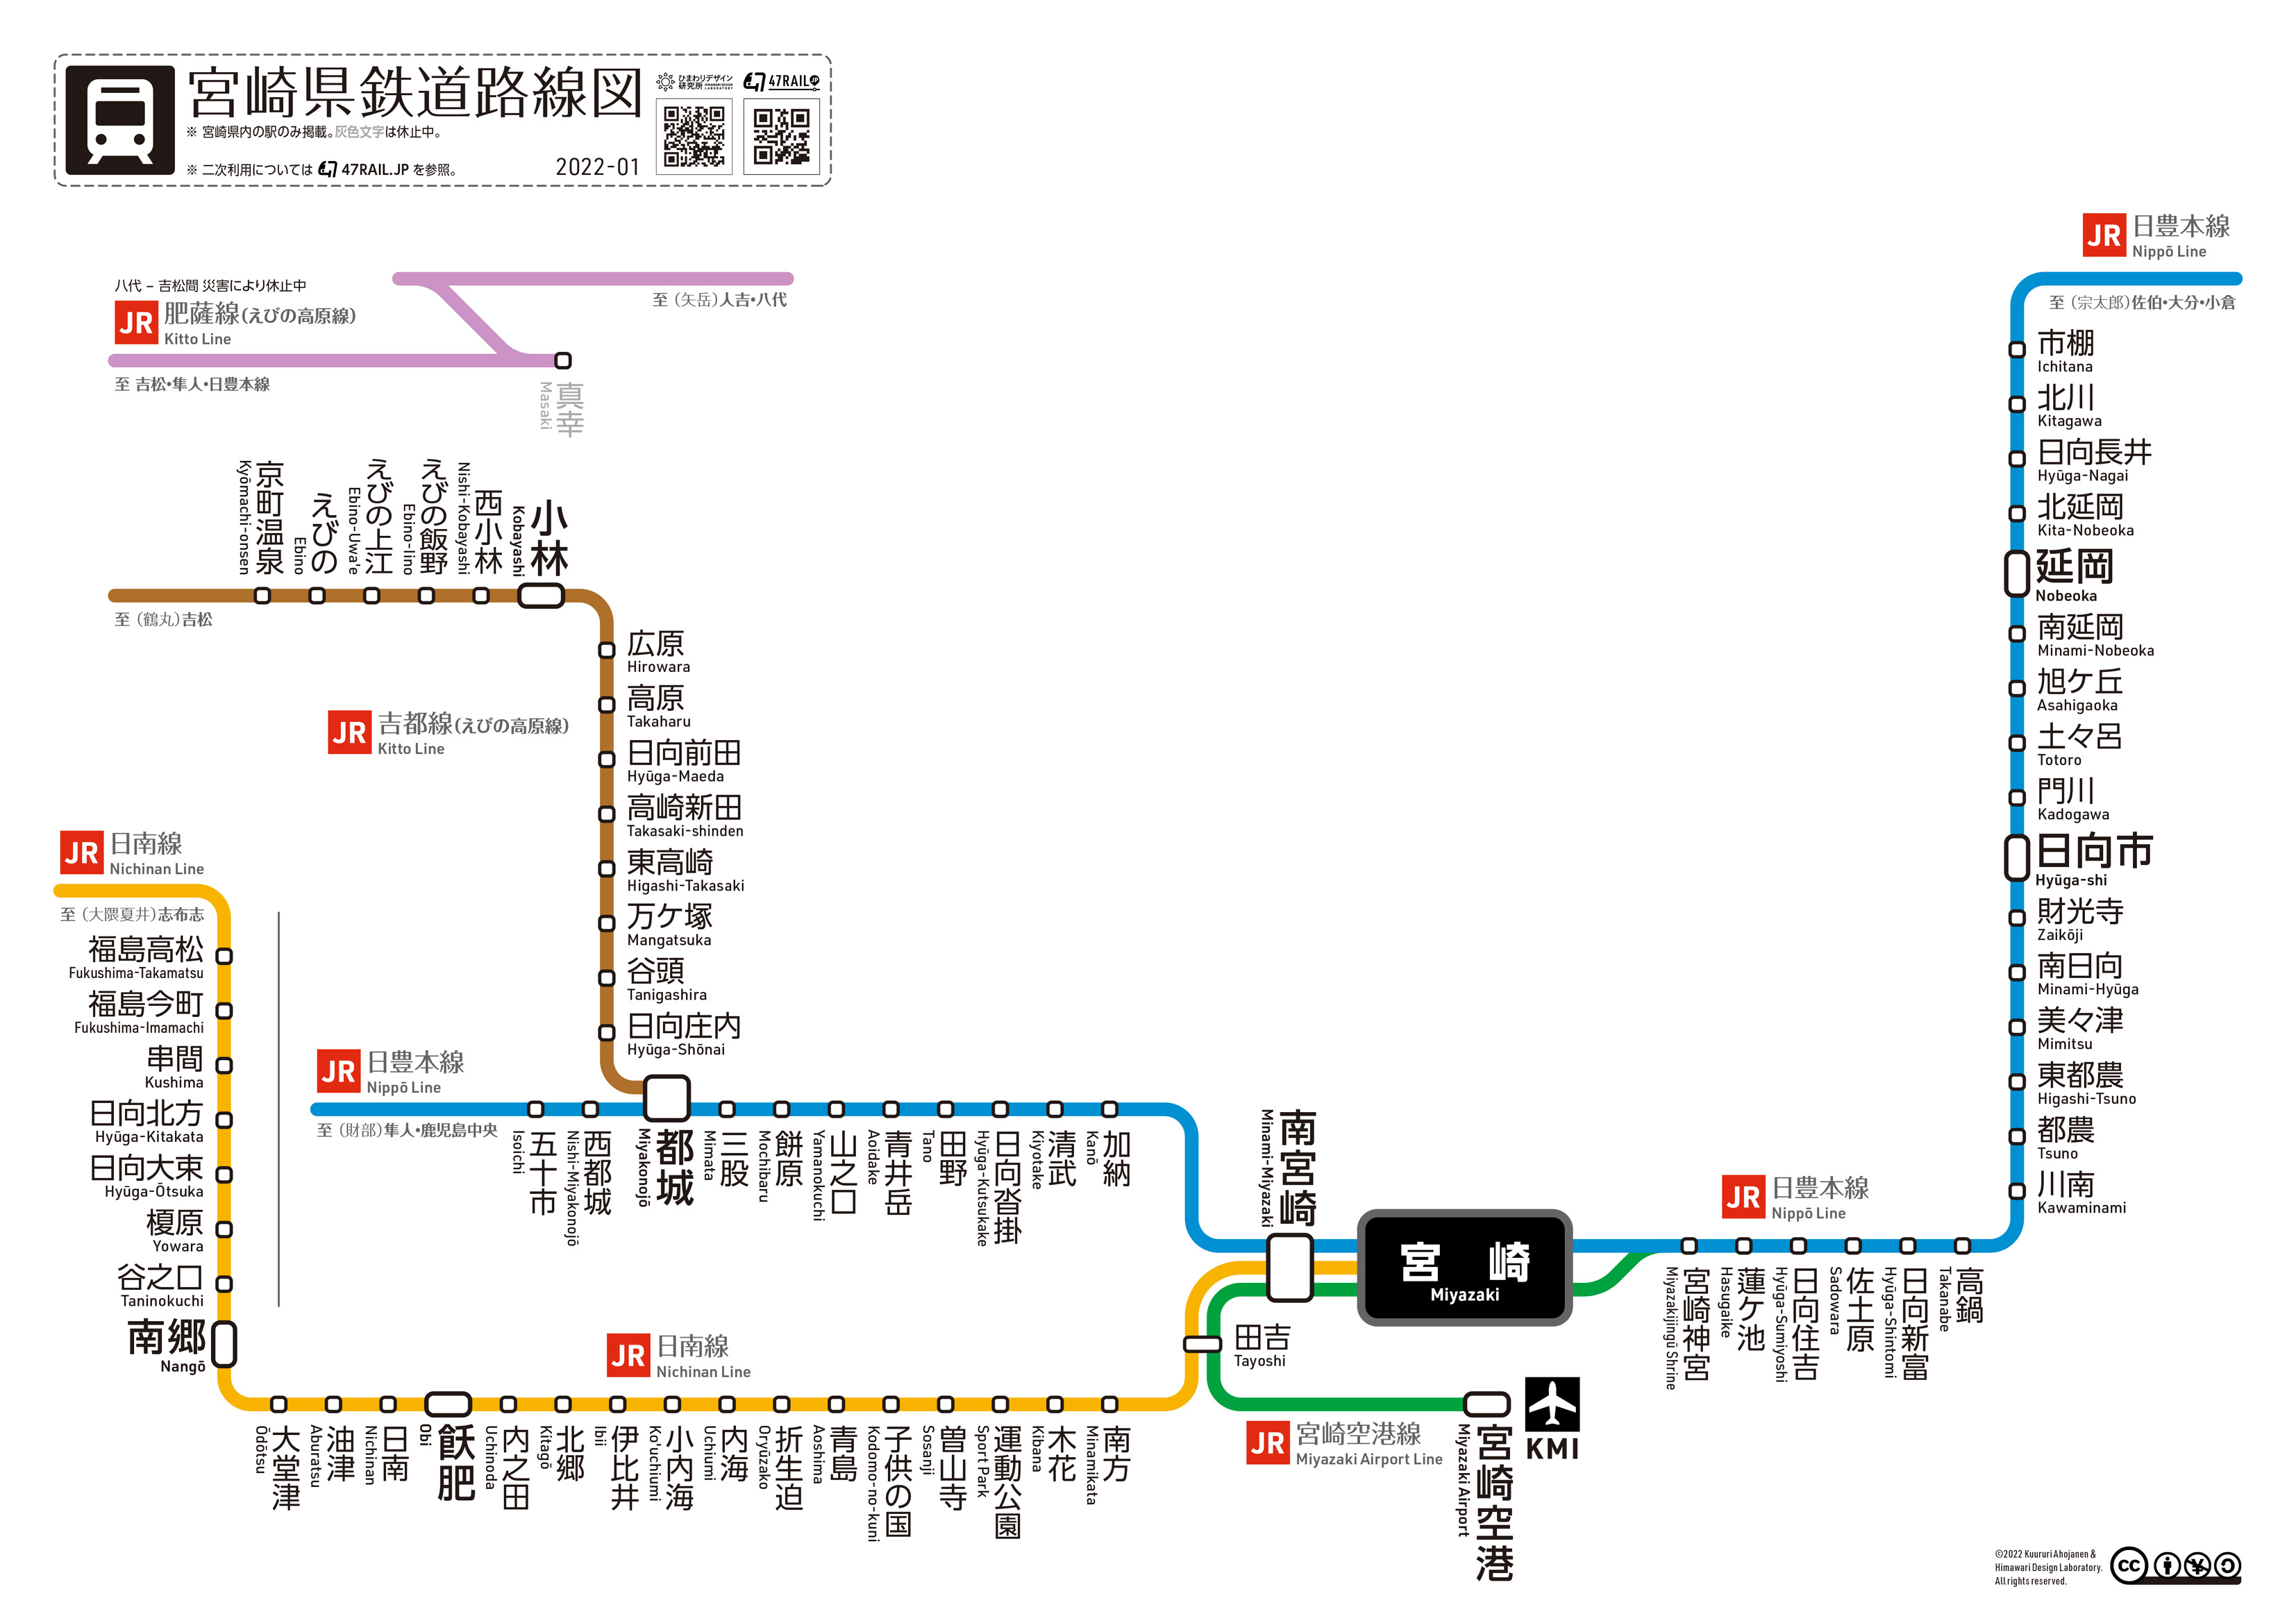 宮崎県鉄道路線図
※ 宮崎県内の駅のみ掲載。灰色文字は休止中。
※ 二次利用については 47RAIL.JP を参照。
2022-01
ひまわりデザイン
研究所 HIMAWARI DESIGN LABORATORY
47RAIL.JP
八代 – 吉松間 災害により休止中
JR 肥薩線(えびの高原線)
Kitto Line
至 吉松・隼人・日豊本線
至 (矢岳)人吉・八代
真幸
Masaki
京町温泉
Kyōmachi-onsen
えびの
Ebino
えびの上江
Ebino-Uwa'e
えびの飯野
Ebino-Iino
西小林
Nishi-Kobayashi
小林
Kobayashi
至 (鶴丸)吉松
広原
Hirowara
高原
Takaharu
JR 吉都線(えびの高原線)
Kitto Line
日向前田
Hyūga-Maeda
高崎新田
Takasaki-shinden
東高崎
Higashi-Takasaki
万ケ塚
Mangatsuka
谷頭
Tanigashira
日向庄内
Hyūga-Shōnai
JR 日南線
Nichinan Line
至 (大隅夏井)志布志
福島高松
Fukushima-Takamatsu
福島今町
Fukushima-Imamachi
串間
Kushima
日向北方
Hyūga-Kitakata
日向大束
Hyūga-Ōtsuka
榎原
Yowara
谷之口
Taninokuchi
南郷
Nangō
JR 日豊本線
Nippō Line
至 (財部)隼人・鹿児島中央
五十市
Isoichi
西都城
Nishi-Miyakonojō
都城
Miyakonojō
三股
Mimata
餅原
Mochibaru
山之口
Yamanokuchi
青井岳
Aoidake
田野
Tano
日向沓掛
Hyūga-Kutsukake
清武
Kiyotake
加納
Kanō
南宮崎
Minami-Miyazaki
宮崎
Miyazaki
田吉
Tayoshi
JR 日南線
Nichinan Line
大堂津
Ōdōtsu
油津
Aburatsu
日南
Nichinan
飫肥
Obi
内之田
Uchinoda
北郷
Kitagō
伊比井
Ibii
小内海
Ko'uchiumi
内海
Uchiumi
折生迫
Oryūzako
青島
Aoshima
子供の国
Kodomo-no-kuni
曽山寺
Sosanji
運動公園
Sport Park
木花
Kibana
南方
Minamikata
JR 宮崎空港線
Miyazaki Airport Line
宮崎空港
Miyazaki Airport
KMI
JR 日豊本線
Nippō Line
宮崎神宮
Miyazakijingū Shrine
蓮ケ池
Hasugaike
日向住吉
Hyūga-Sumiyoshi
佐土原
Sadowara
日向新富
Hyūga-Shintomi
高鍋
Takanabe
JR 日豊本線
Nippō Line
至 (宗太郎)佐伯・大分・小倉
市棚
Ichitana
北川
Kitagawa
日向長井
Hyūga-Nagai
北延岡
Kita-Nobeoka
延岡
Nobeoka
南延岡
Minami-Nobeoka
旭ケ丘
Asahigaoka
土々呂
Totoro
門川
Kadogawa
日向市
Hyūga-shi
財光寺
Zaikōji
南日向
Minami-Hyūga
美々津
Mimitsu
東都農
Higashi-Tsuno
都農
Tsuno
川南
Kawaminami
©2022 Kuururi Ahojanen &
Himawari Design Laboratory.
All rights reserved.
cc